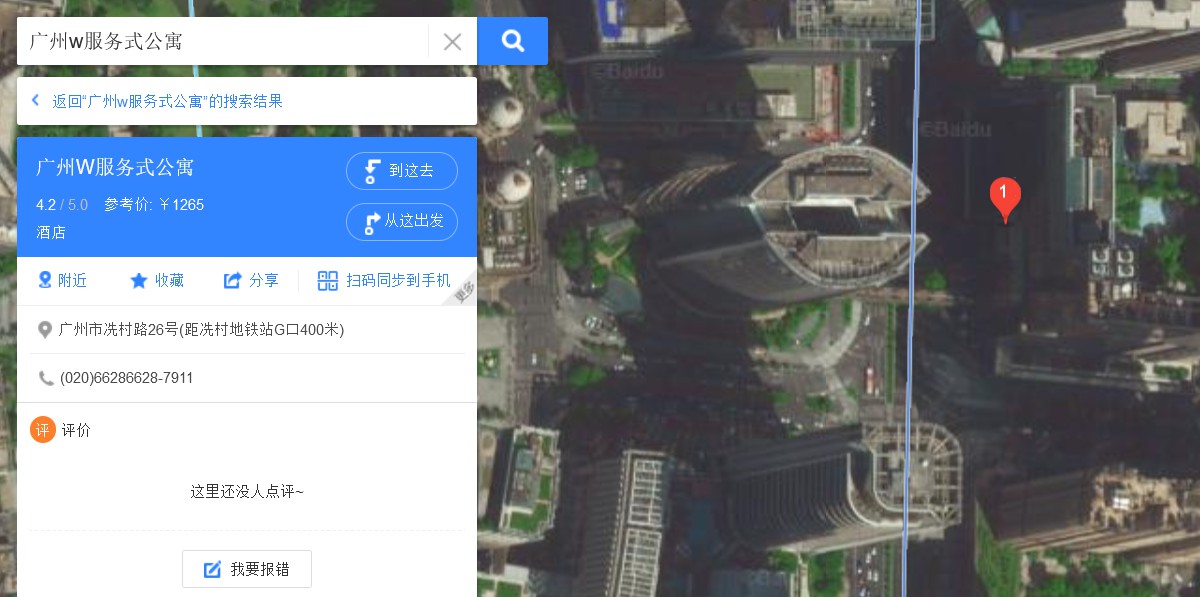 广州w服务式公寓
返回“广州w服务式公寓”的搜索结果
广州W服务式公寓
到这去
4.2 / 5.0 参考价: ￥1265
从这出发
酒店
附近 收藏 分享 扫码同步到手机
更多
广州市冼村路26号(距冼村地铁站G口400米)
(020)66286628-7911
评 评价
这里还没人点评~
我要报错
©Baidu
©Baidu
1